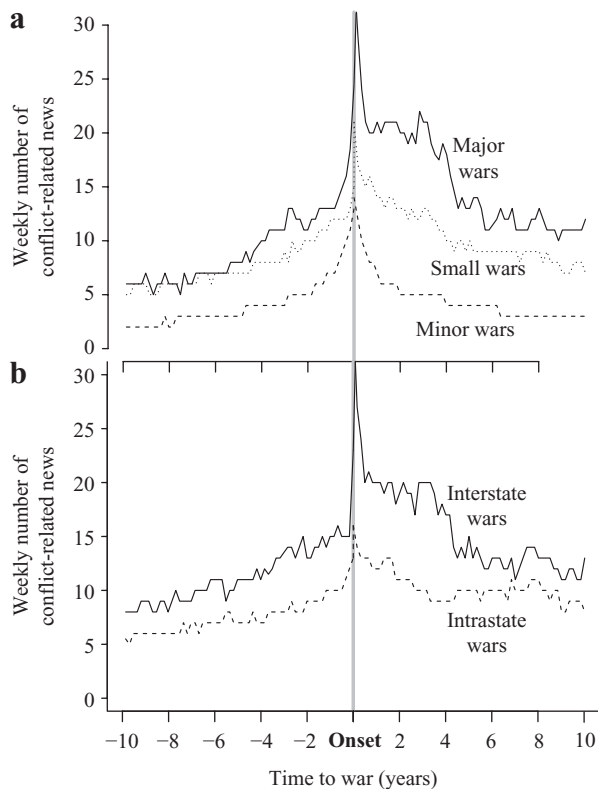 a
30
25
20
15
10
5
0
Weekly number of
conflict-related news
Major
wars
Small wars
Minor wars
b
30
25
20
15
10
5
0
Weekly number of
conflict-related news
Interstate
wars
Intrastate
wars
−10 −8 −6 −4 −2 Onset 2 4 6 8 10
Time to war (years)